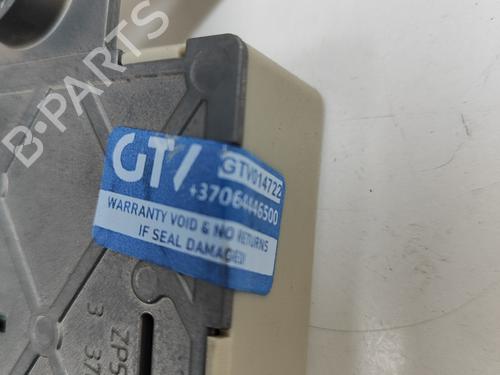 B·PARTS
GTV
GTV014722
+37064446500
WARRANTY VOID & NO RETURNS
IF SEAL DAMAGED!